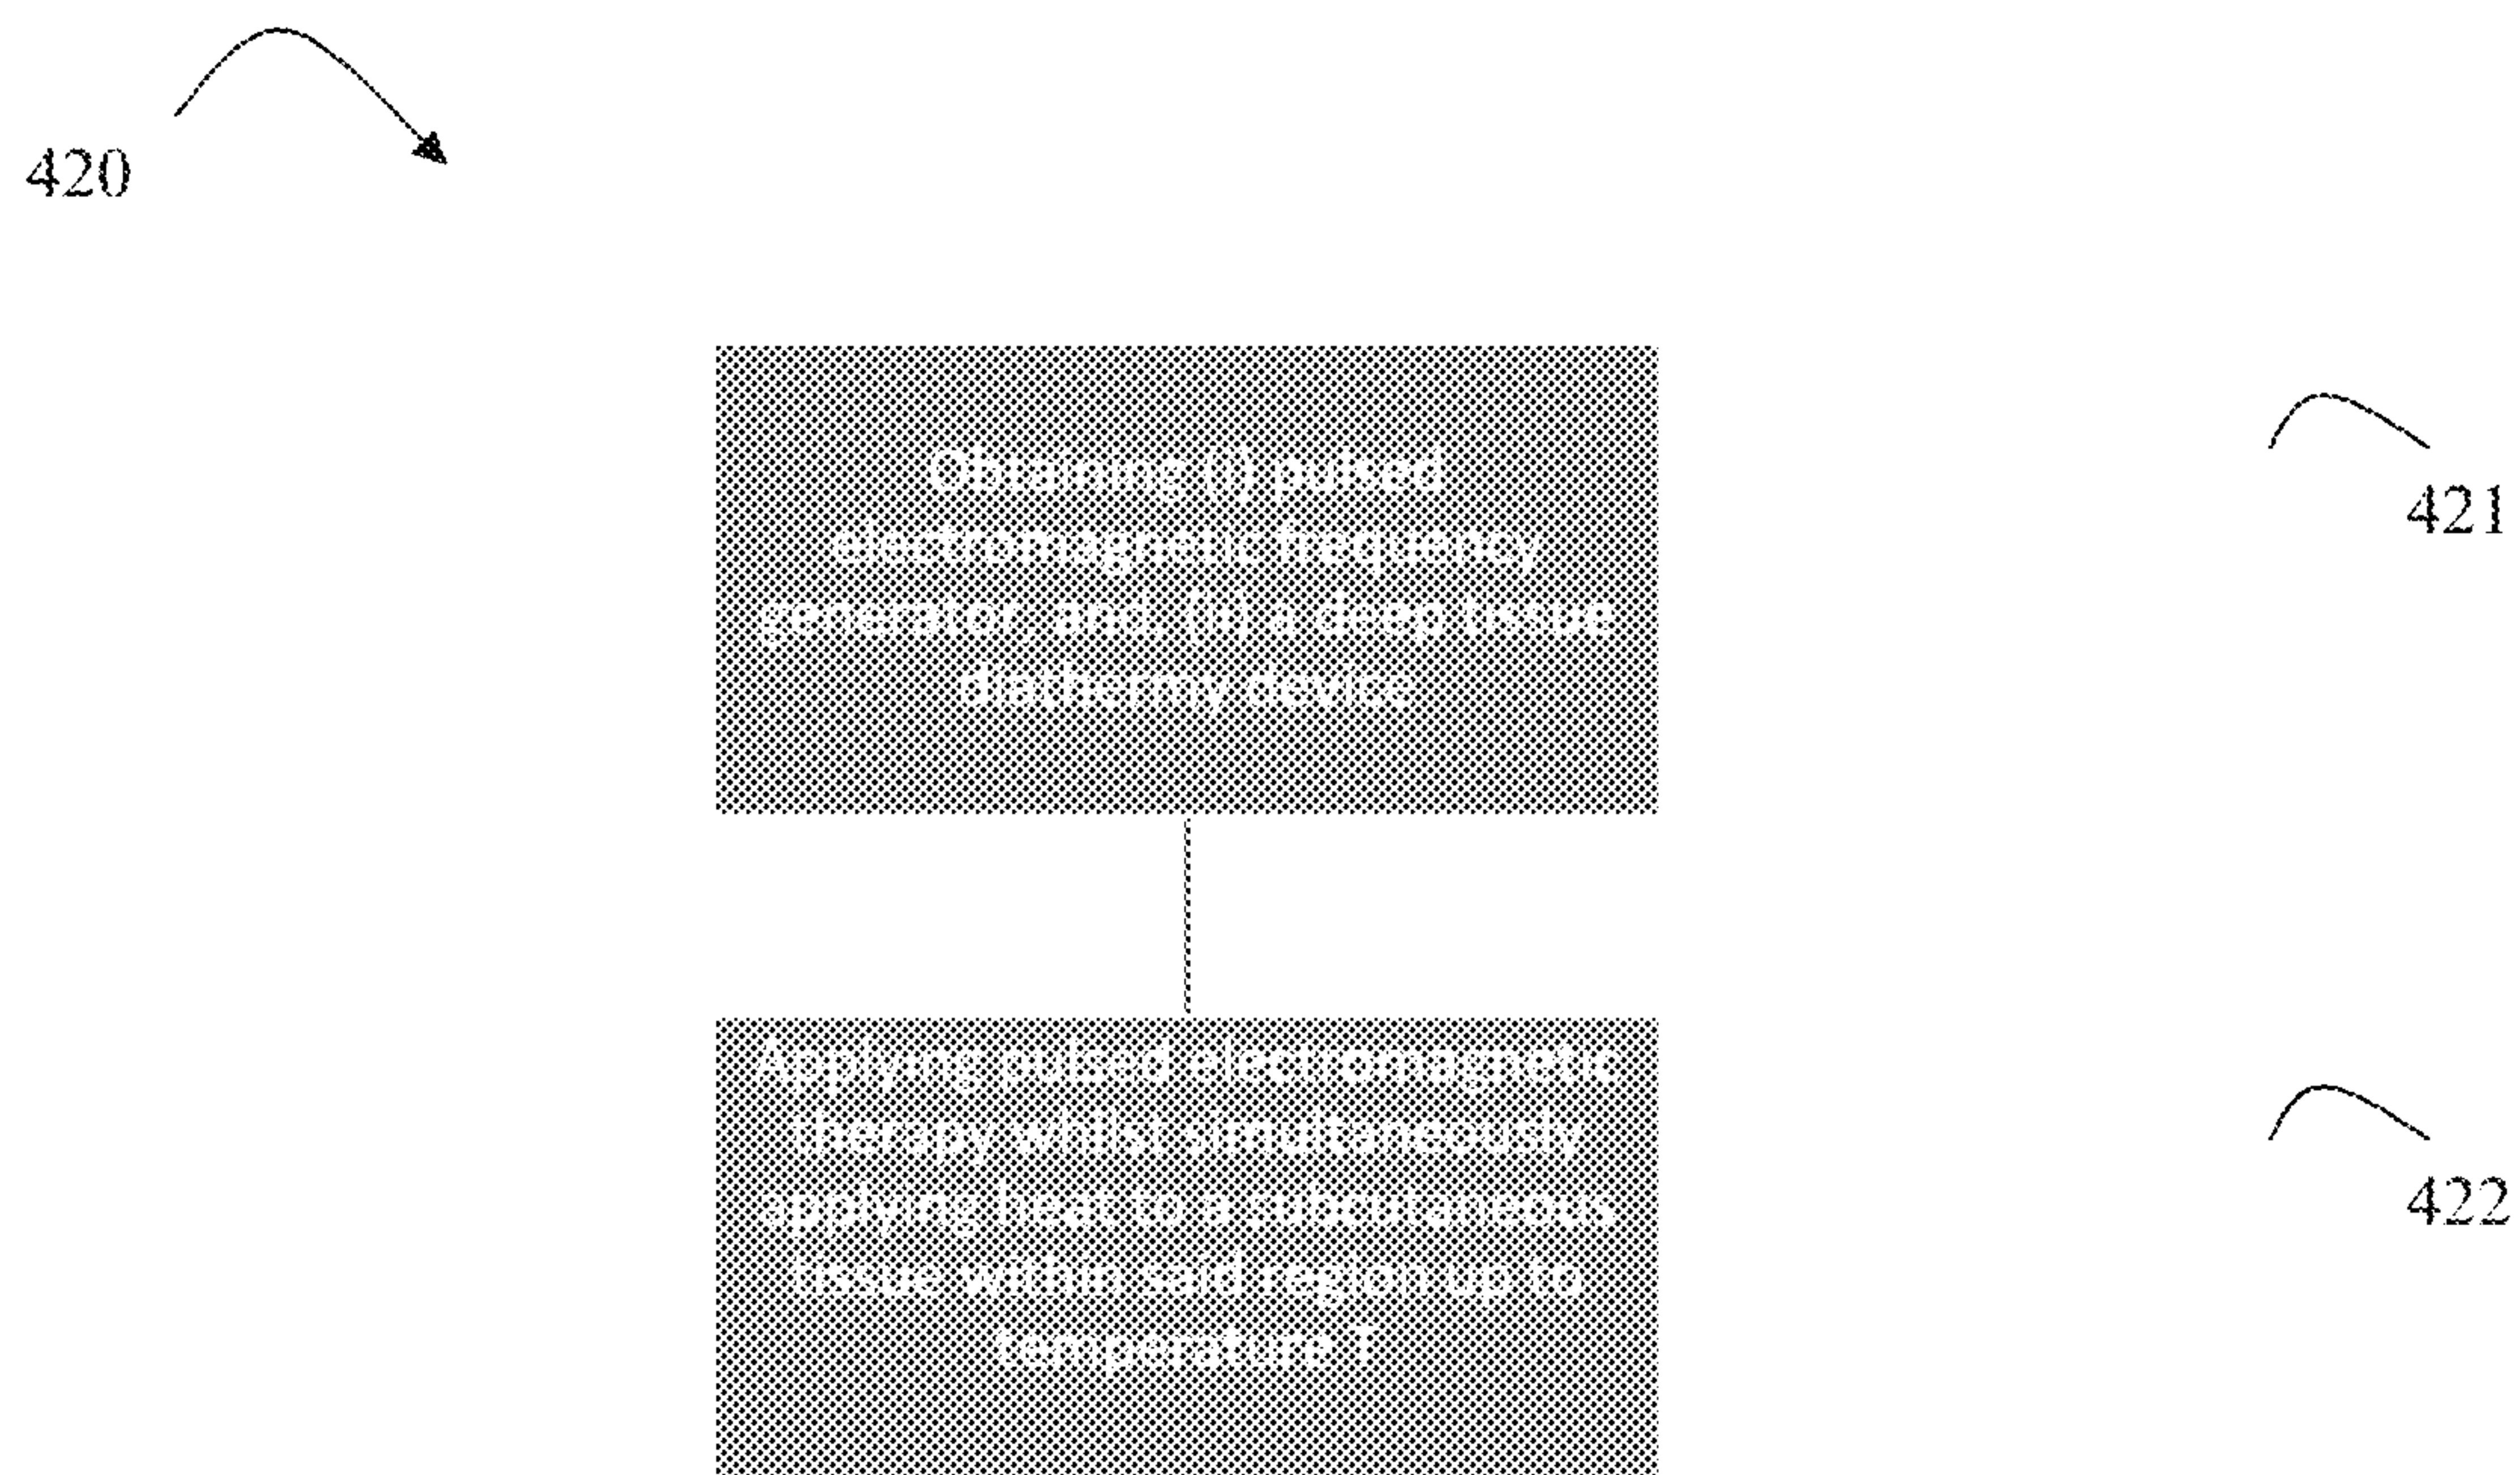 420
Obtaining (i) pulsed
421
electromagnetic frequency
generator, and, (ii) a deep tissue
diathermy device
Applying pulsed electromagnetic
therapy whilst simultaneously
422
applying heat to a subcutaneous
tissue within said region up to
temperature T